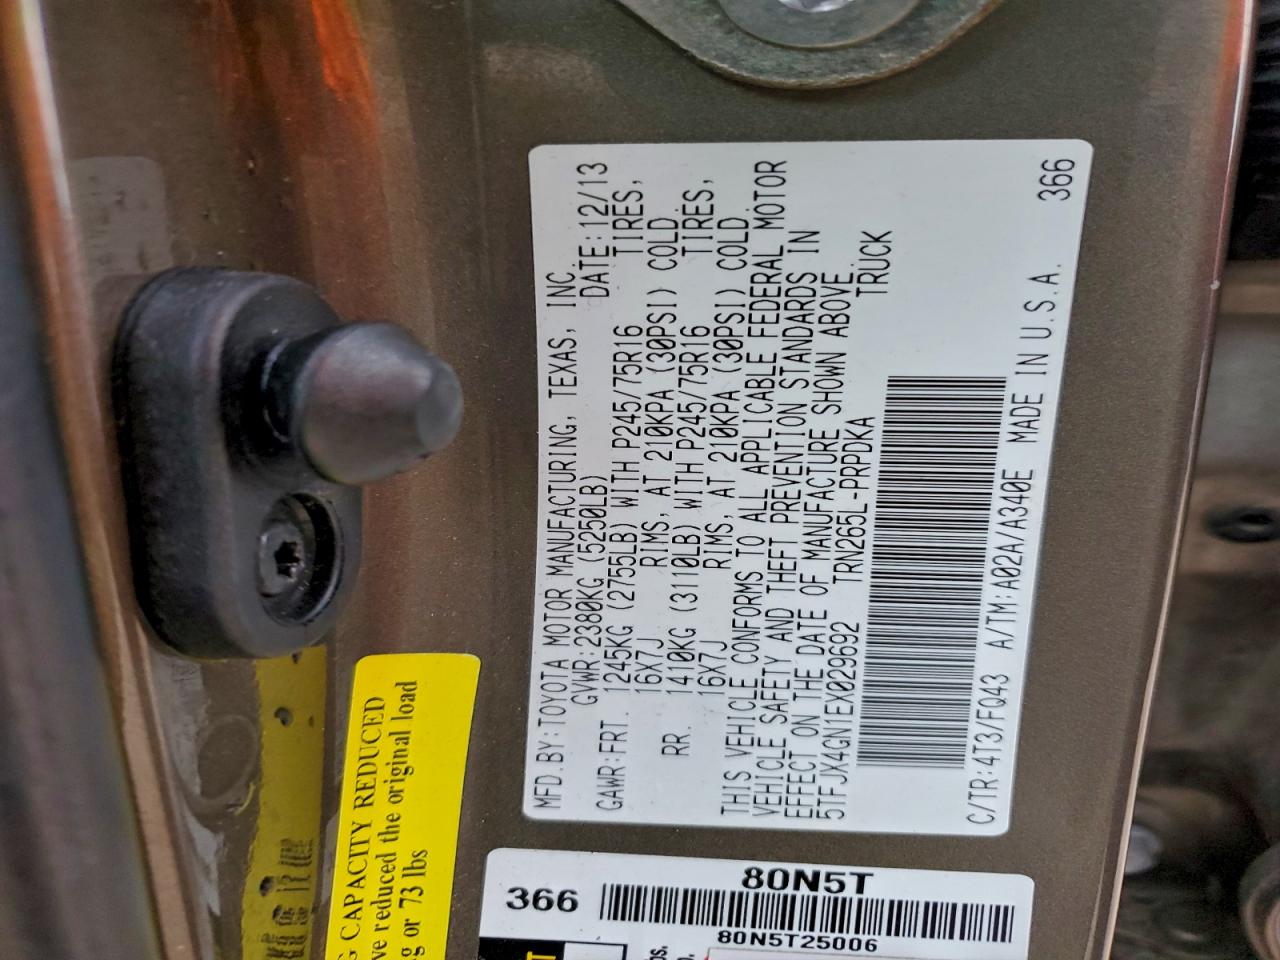 MFD.BY:TOYOTA MOTOR MANUFACTURING, TEXAS, INC.
GVWR 2380KG (5250LB) DATE:12/13
GAWR:FRT. 1245KG (2755LB) WITH P245/75R16 TIRES,
16X7J RIMS, AT 210KPA (30PSI) COLD
RR. 1410KG (3110LB) WITH P245/75R16 TIRES,
16X7J RIMS, AT 210KPA (30PSI) COLD
THIS VEHICLE CONFORMS TO ALL APPLICABLE FEDERAL MOTOR
VEHICLE SAFETY AND THEFT PREVENTION STANDARDS IN
EFFECT ON THE DATE OF MANUFACTURE SHOWN ABOVE.
5TFJX4GN1EX029692 TRN265L-PRPDKA TRUCK
C/TR:4T3/FQ43 A/TM:A02A/A340E MADE IN U.S.A. 366
CAPACITY REDUCED
reduced the original load
or 73 lbs
80N5T
366
80N5T25006